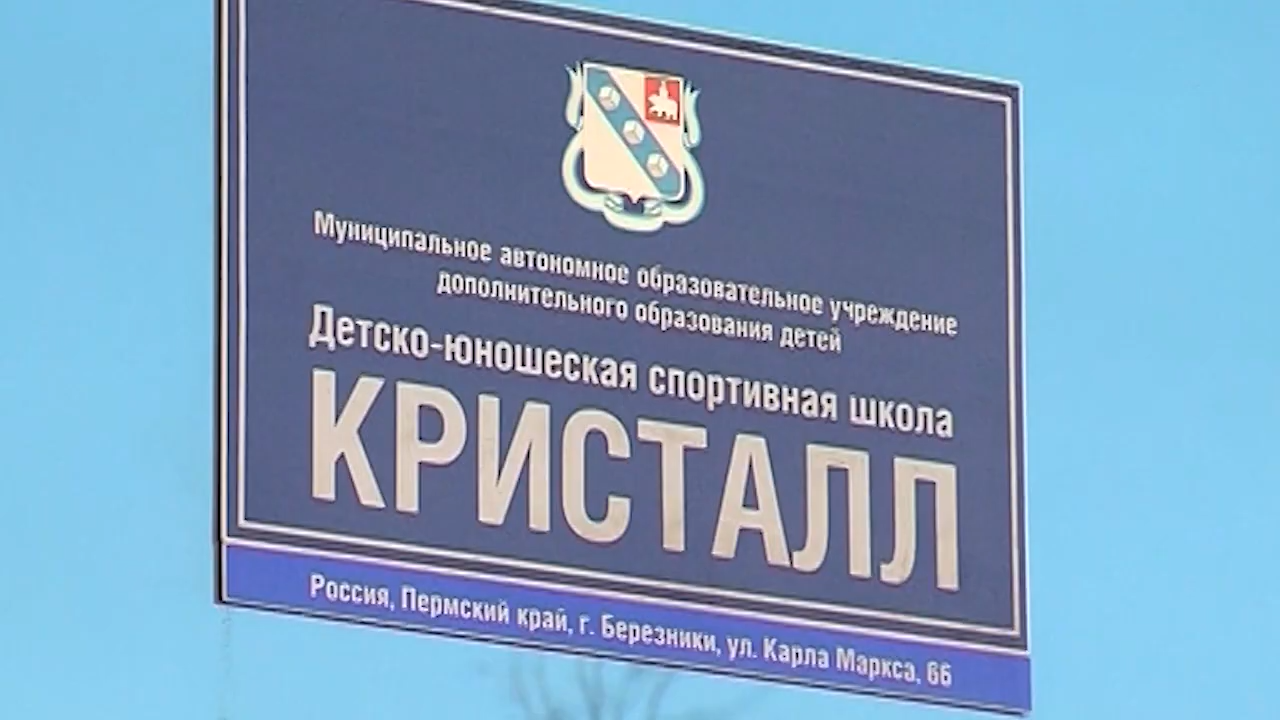 Муниципальное автономное образовательное учреждение
дополнительного образования детей
Детско-юношеская спортивная школа
КРИСТАЛЛ
Россия, Пермский край, г. Березники, ул. Карла Маркса, 66